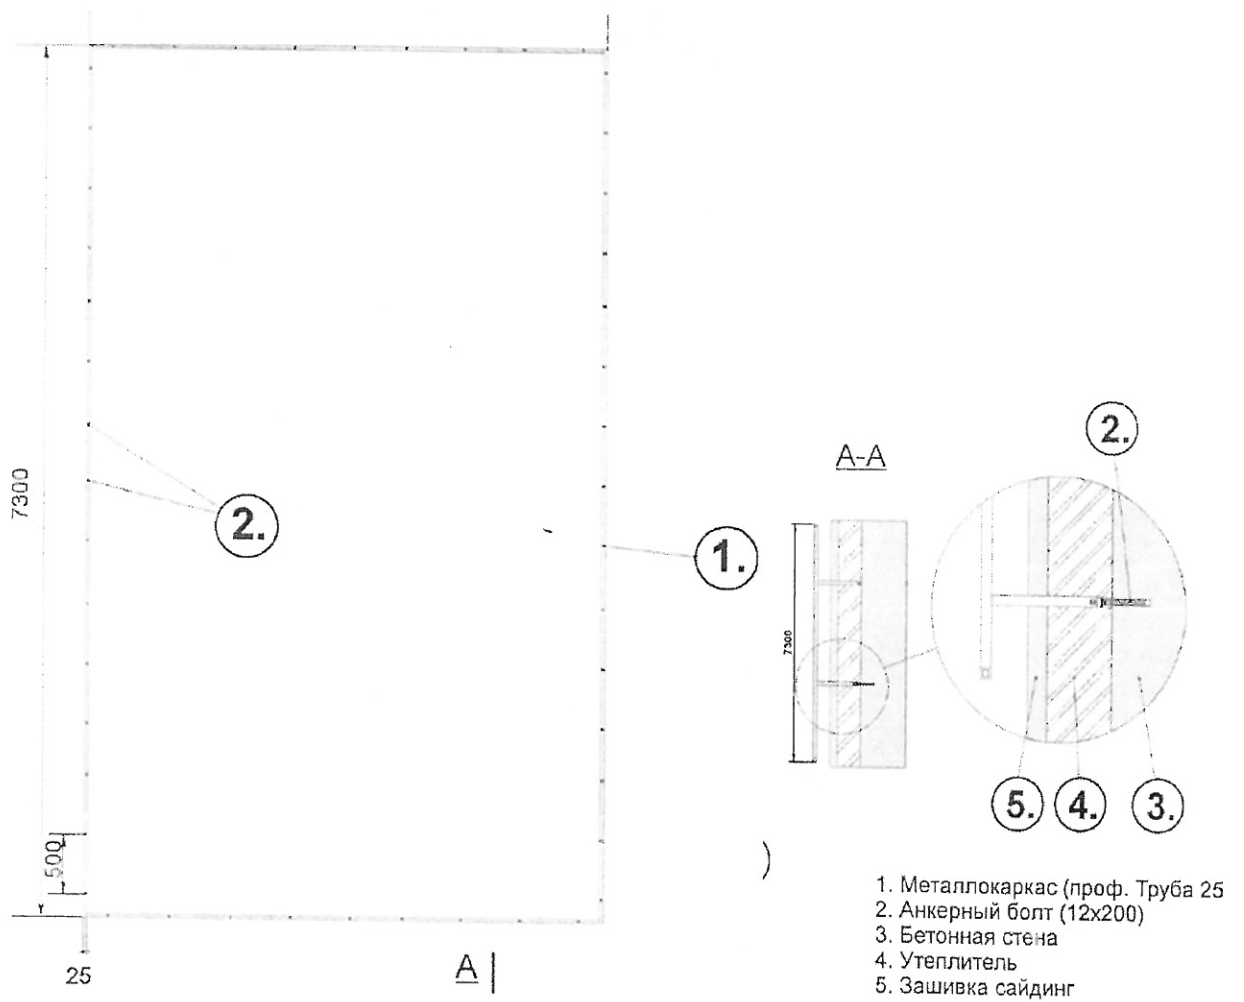 7300
2.
1.
500
25
A
A-A
7300
2.
5.
4.
3.
1. Металлокаркас (проф. Труба 25
2. Анкерный болт (12х200)
3. Бетонная стена
4. Утеплитель
5. Зашивка сайдинг